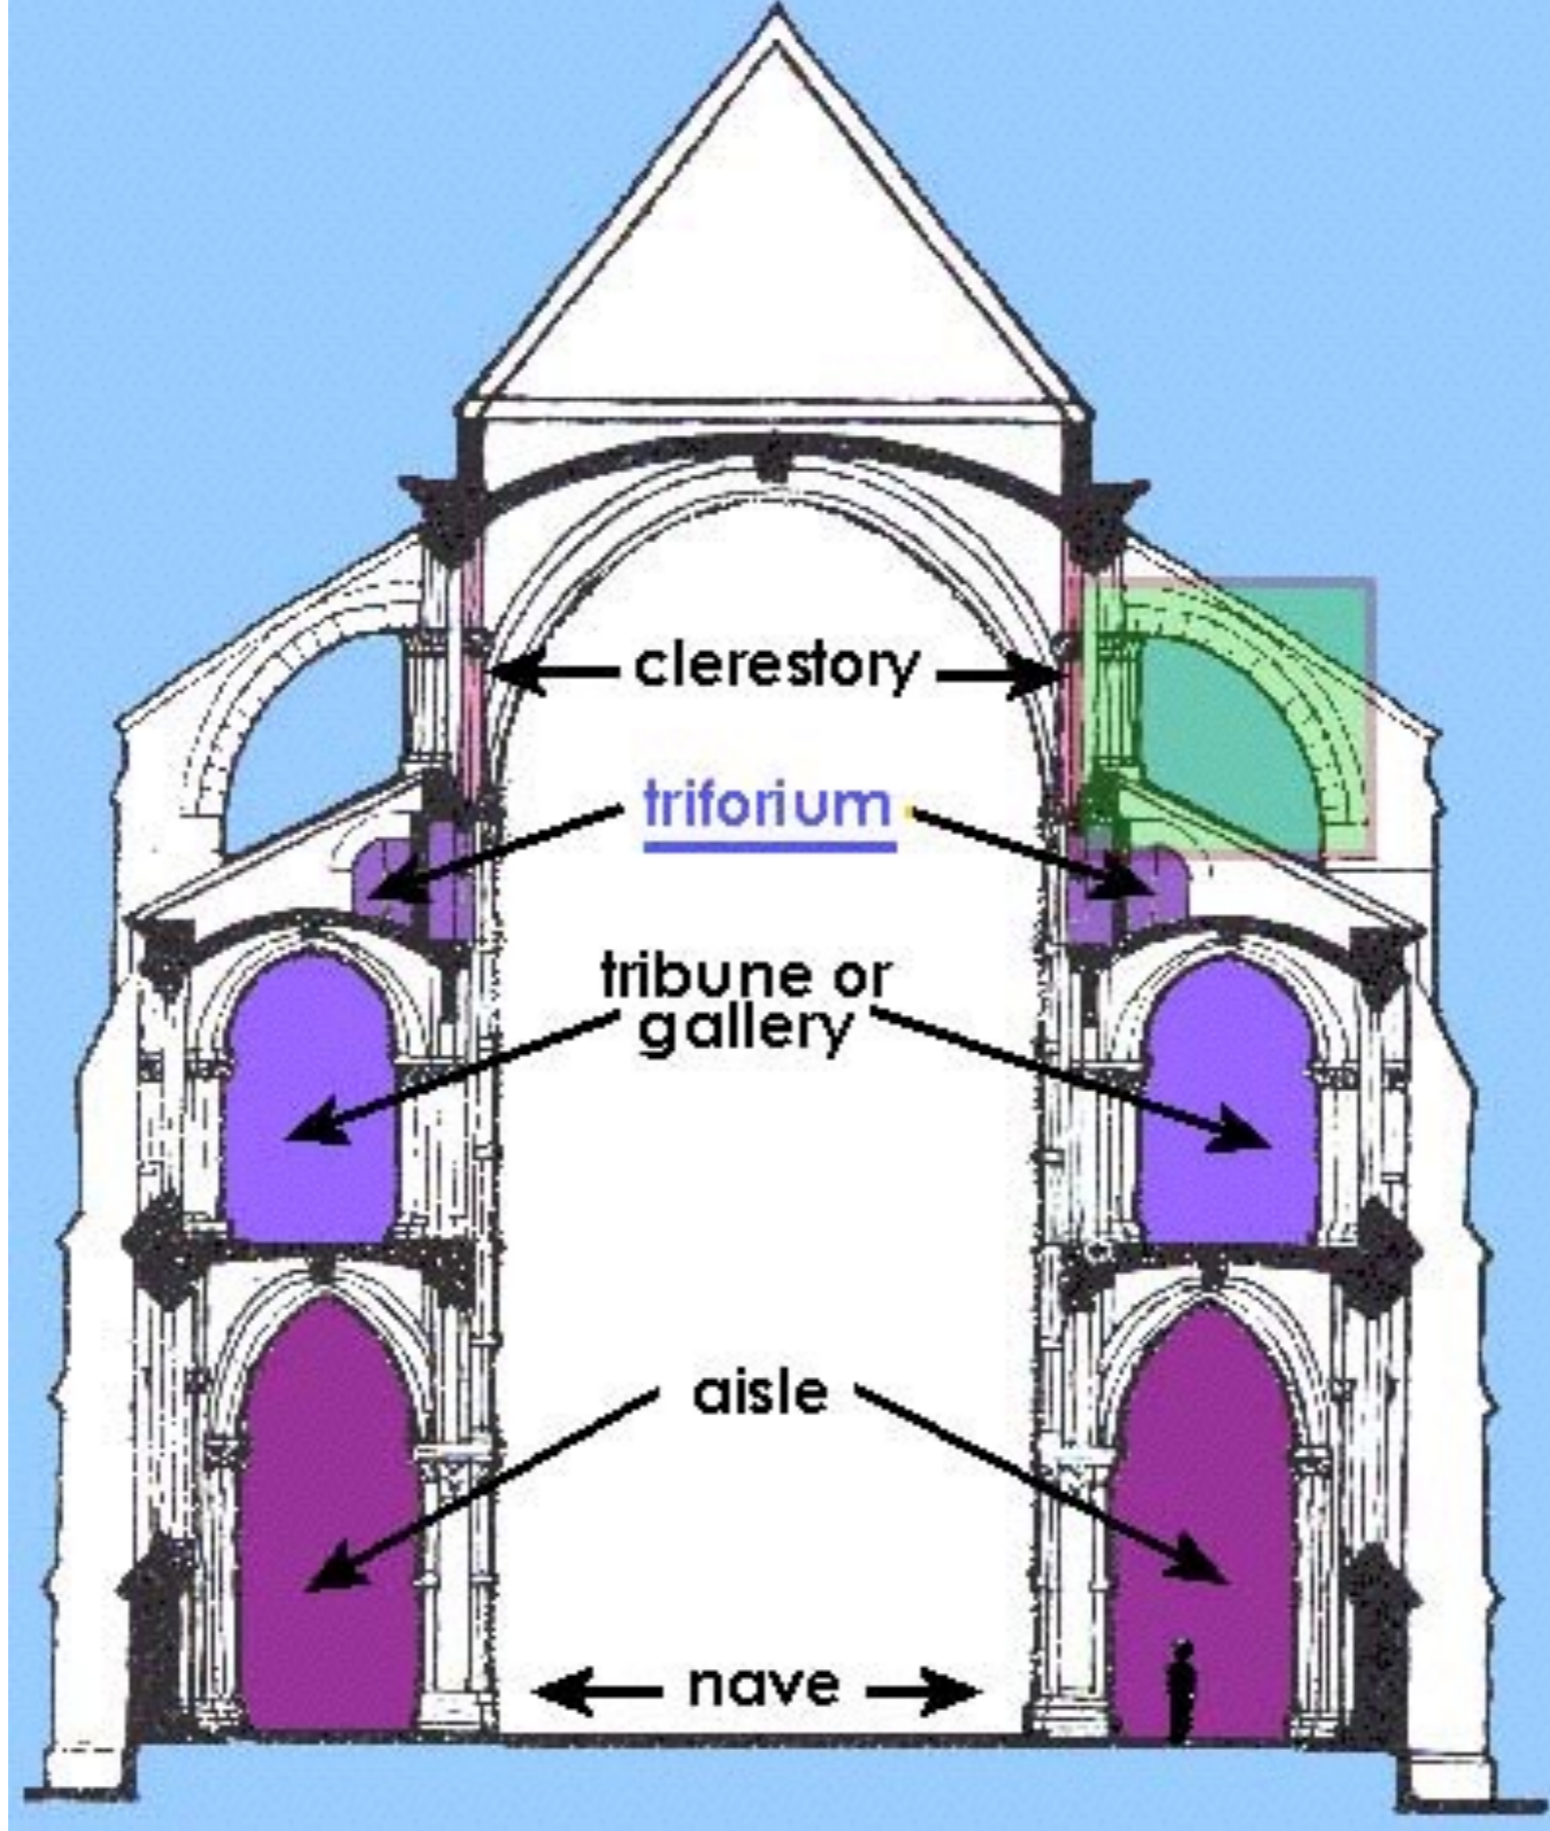 clerestory
triforium
tribune or
gallery
aisle
nave